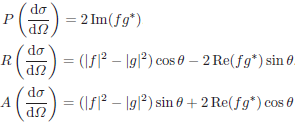 P(dσ/dΩ) = 2 Im(fg*)
R(dσ/dΩ) = (|f|² − |g|²) cos θ − 2 Re(fg*) sin θ
A(dσ/dΩ) = (|f|² − |g|²) sin θ + 2 Re(fg*) cos θ